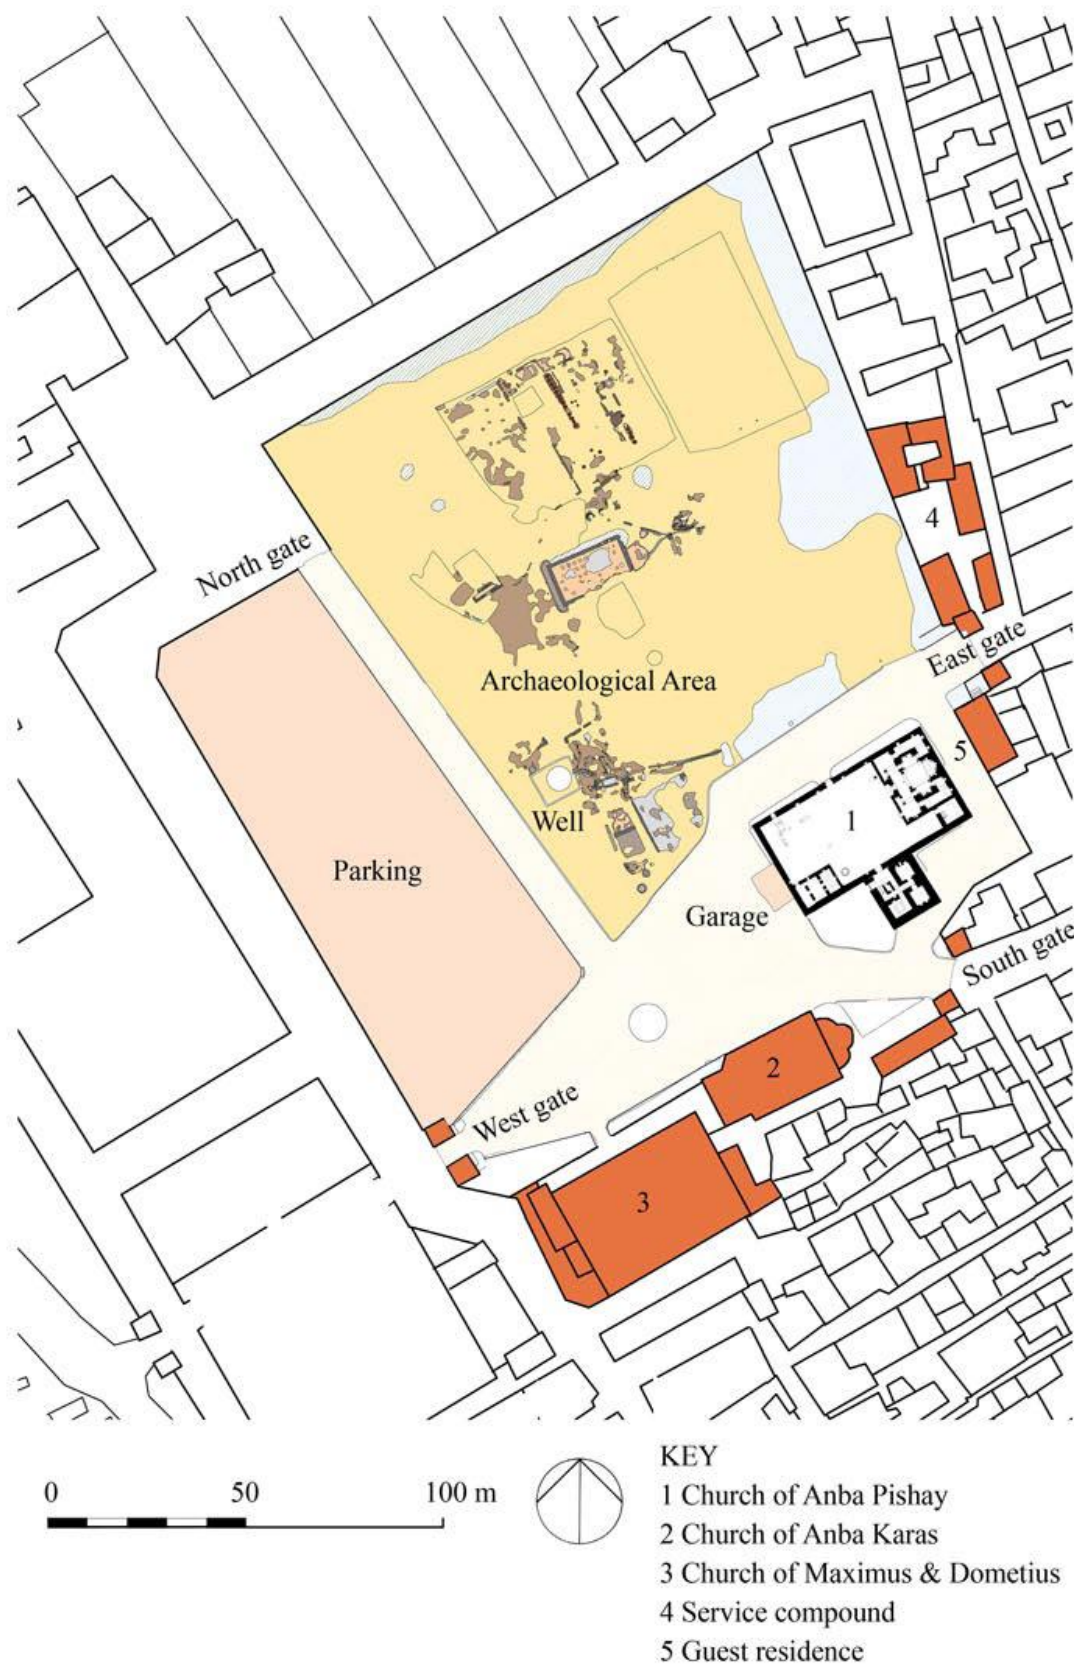 North gate
4
East gate
Archaeological Area
5
Well
1
Parking
Garage
South gate
2
West gate
3
0 50 100 m
KEY
1 Church of Anba Pishay
2 Church of Anba Karas
3 Church of Maximus & Dometius
4 Service compound
5 Guest residence